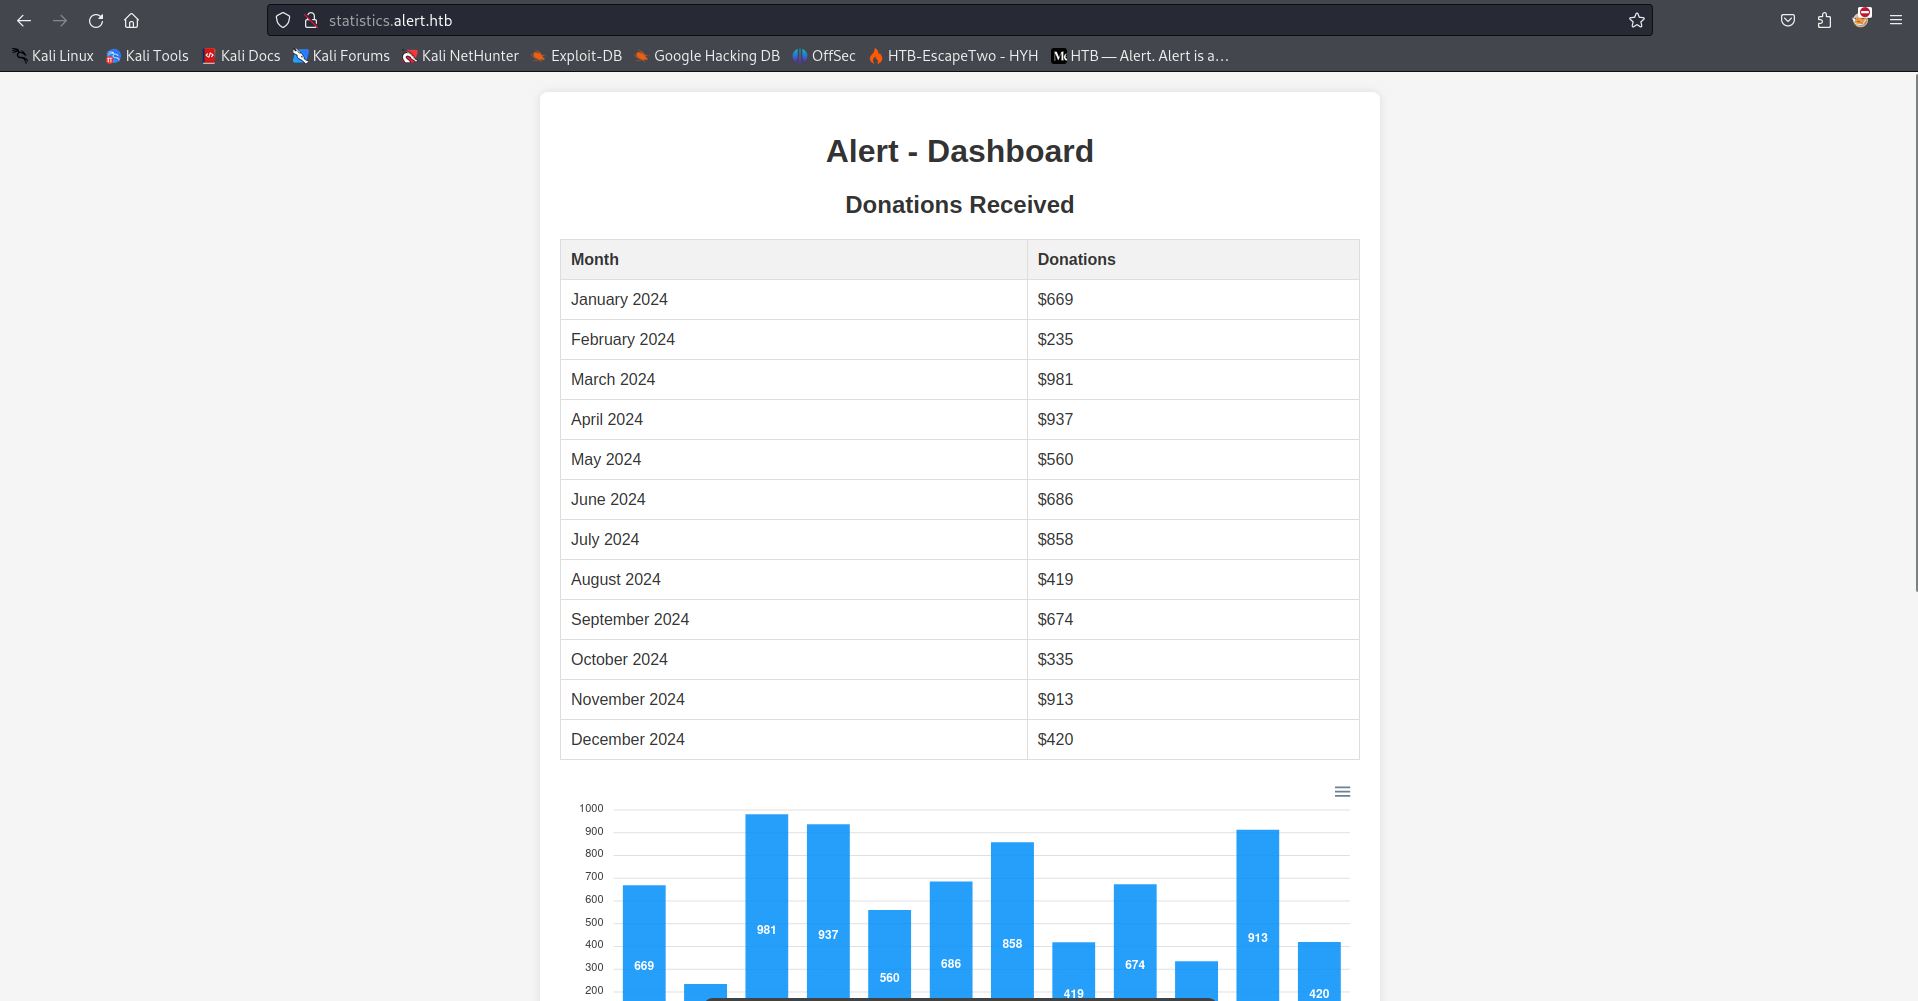 statistics.alert.htb
Kali Linux Kali Tools Kali Docs Kali Forums Kali NetHunter Exploit-DB Google Hacking DB OffSec HTB-EscapeTwo - HYH HTB — Alert. Alert is a...
Alert - Dashboard
Donations Received
Month Donations
January 2024 $669
February 2024 $235
March 2024 $981
April 2024 $937
May 2024 $560
June 2024 $686
July 2024 $858
August 2024 $419
September 2024 $674
October 2024 $335
November 2024 $913
December 2024 $420
1000
900
800
700
600
500
400
300
200
669
981
937
560
686
858
419
674
913
420